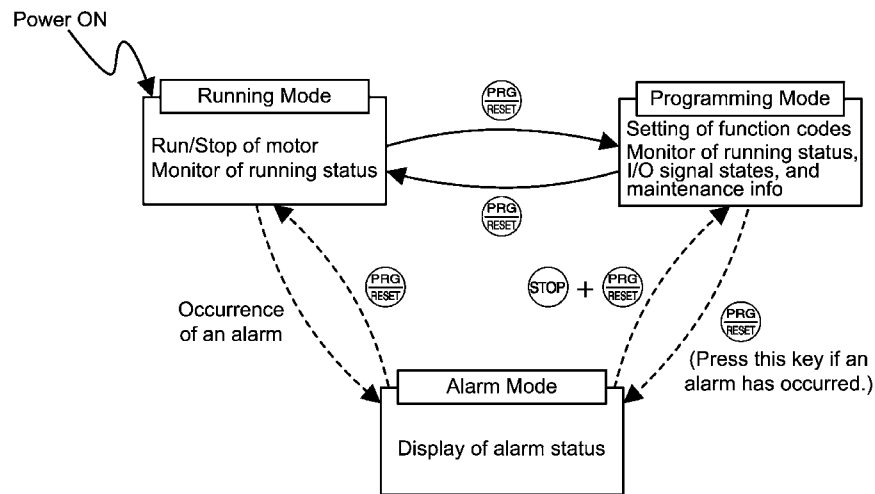 Power ON
Running Mode
Run/Stop of motor
Monitor of running status
PRG
RESET
PRG
RESET
Programming Mode
Setting of function codes
Monitor of running status,
I/O signal states, and
maintenance info
Occurrence
of an alarm
PRG
RESET
STOP + PRG
RESET
PRG
RESET
(Press this key if an
alarm has occurred.)
Alarm Mode
Display of alarm status